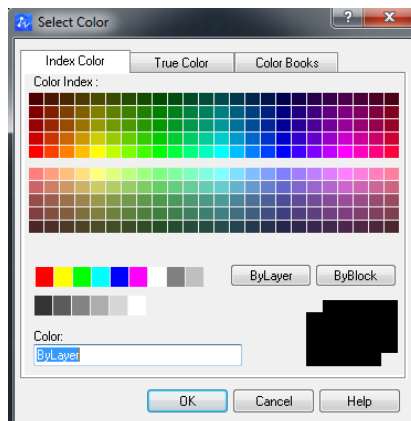 Select Color
? X
Index Color True Color Color Books
Color Index :
ByLayer ByBlock
Color:
ByLayer
OK Cancel Help